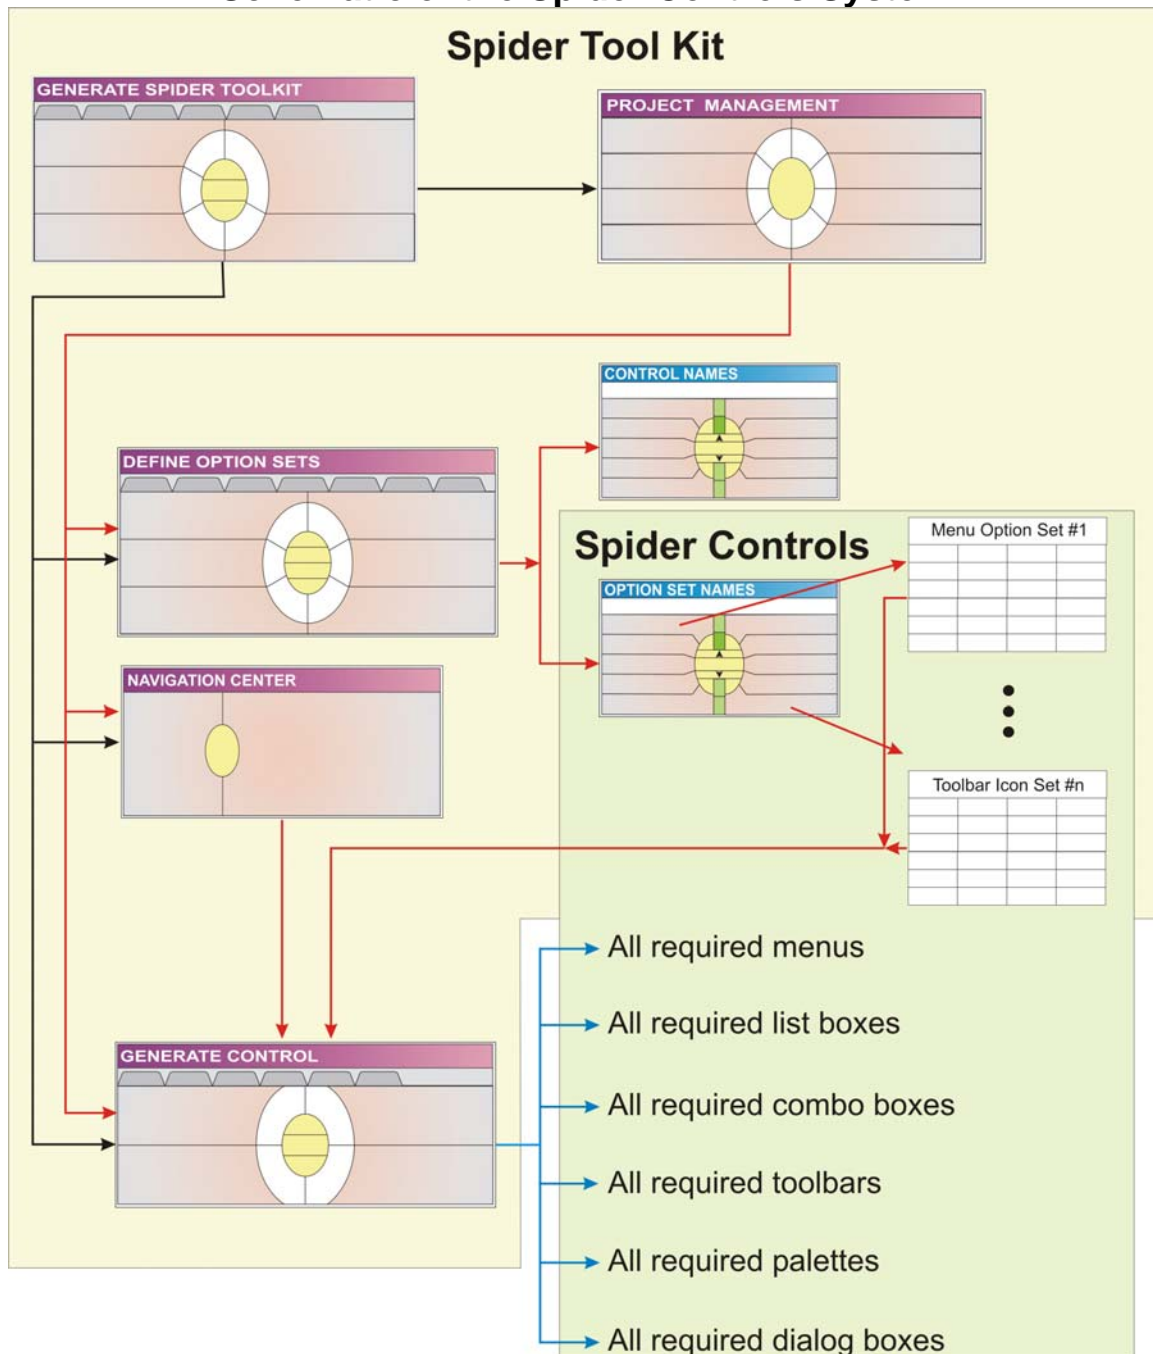 Spider Tool Kit
GENERATE SPIDER TOOLKIT
PROJECT MANAGEMENT
CONTROL NAMES
DEFINE OPTION SETS
Spider Controls
Menu Option Set #1
OPTION SET NAMES
NAVIGATION CENTER
Toolbar Icon Set #n
All required menus
All required list boxes
GENERATE CONTROL
All required combo boxes
All required toolbars
All required palettes
All required dialog boxes